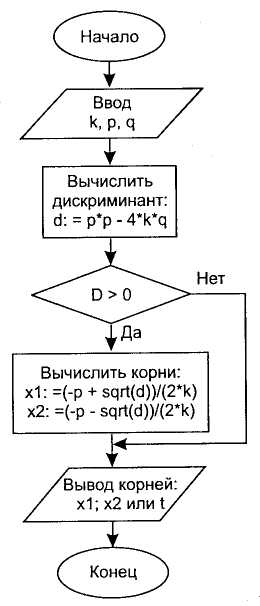 Начало
Ввод
k, p, q
Вычислить
дискриминант:
d: = p*p - 4*k*q
D > 0
Нет
Да
Вычислить корни:
x1: =(-p + sqrt(d))/(2*k)
x2: =(-p - sqrt(d))/(2*k)
Вывод корней:
x1; x2 или t
Конец